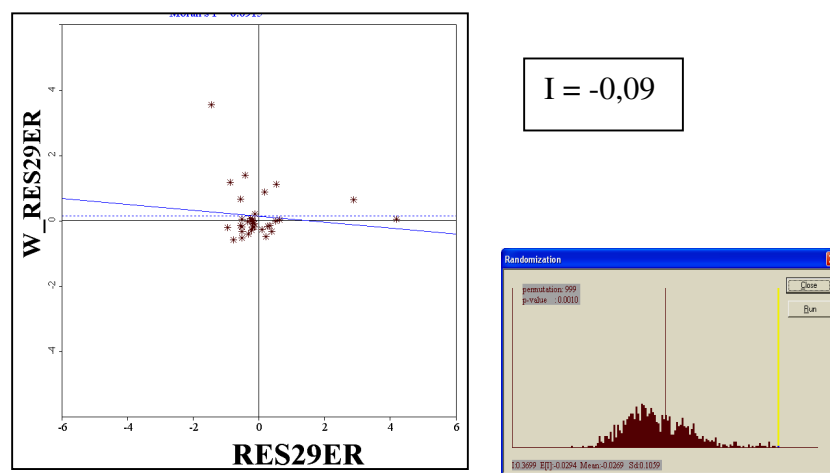 I = -0,09
W_RES29ER
4
2
0
-2
-4
-6
-4
-2
0
2
4
6
RES29ER
Randomization
permutation: 999
p-value : 0.0010
Close
Run
I:0.3699 E[I]:-0.0294 Mean:-0.0269 Sd:0.1059